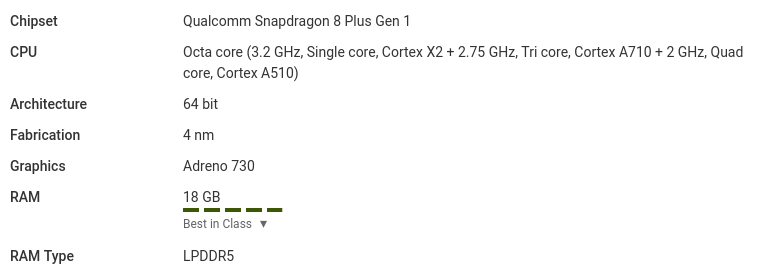 Chipset Qualcomm Snapdragon 8 Plus Gen 1
CPU Octa core (3.2 GHz, Single core, Cortex X2 + 2.75 GHz, Tri core, Cortex A710 + 2 GHz, Quad
core, Cortex A510)
Architecture 64 bit
Fabrication 4 nm
Graphics Adreno 730
RAM 18 GB
Best in Class ▼
RAM Type LPDDR5